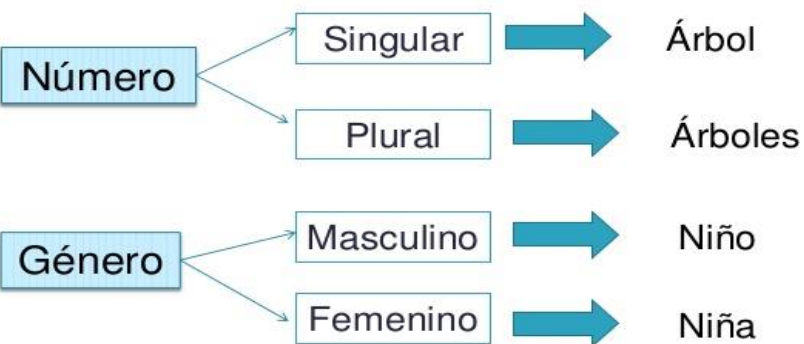 Número
Singular
Árbol
Plural
Árboles
Género
Masculino
Niño
Femenino
Niña